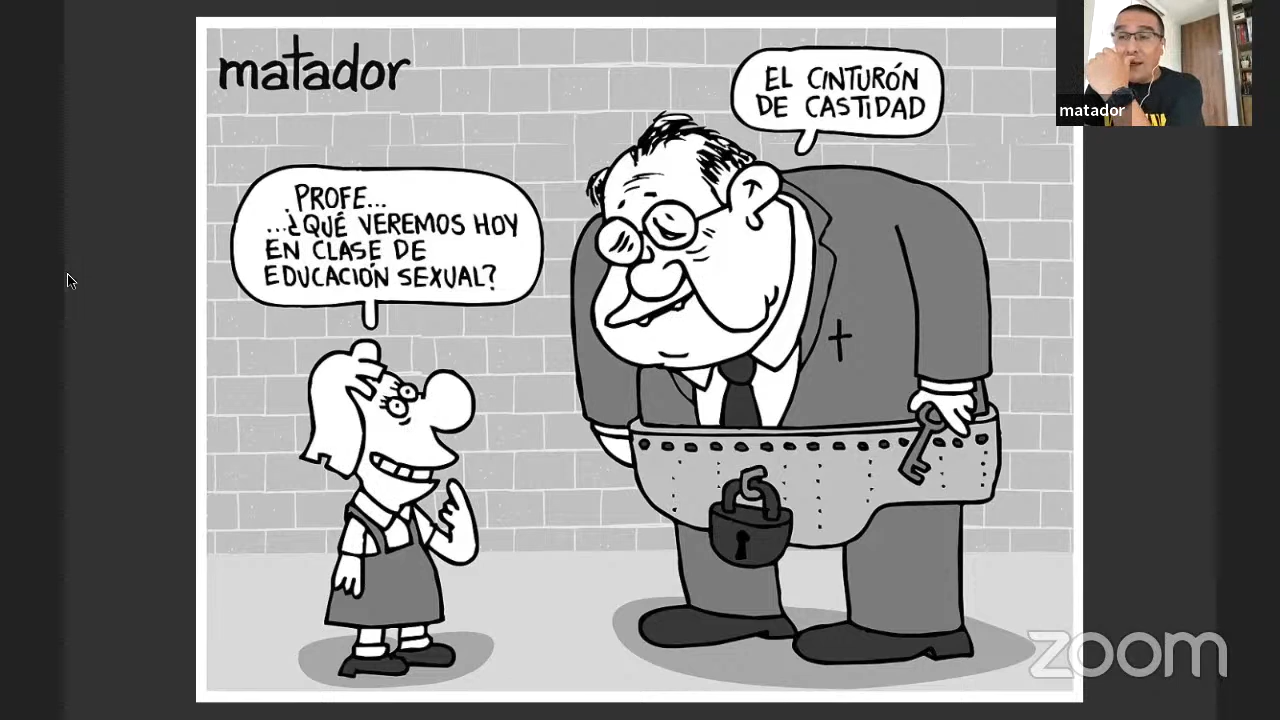 matador
EL CINTURÓN
DE CASTIDAD
matador
PROFE...
...¿QUÉ VEREMOS HOY
EN CLASE DE
EDUCACIÓN SEXUAL?
zoom